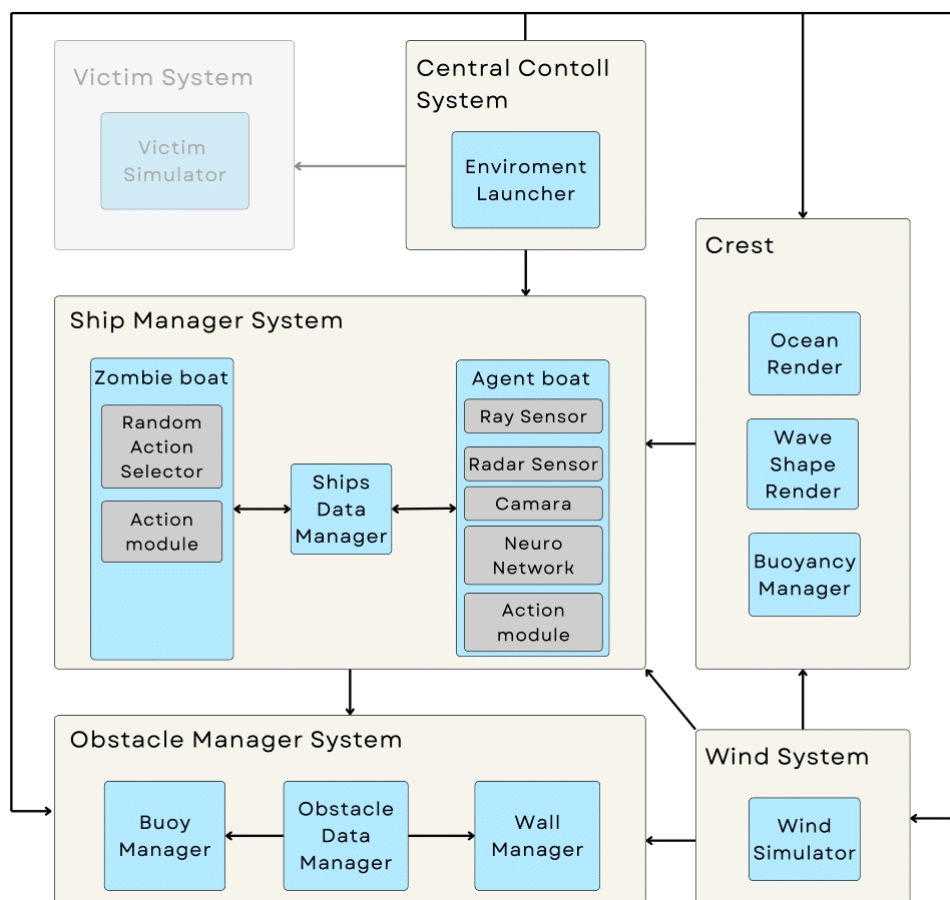 Victim System
Victim
Simulator
Central Contoll
System
Enviroment
Launcher
Crest
Ocean
Render
Wave
Shape
Render
Buoyancy
Manager
Ship Manager System
Zombie boat
Random
Action
Selector
Action
module
Ships
Data
Manager
Agent boat
Ray Sensor
Radar Sensor
Camara
Neuro
Network
Action
module
Obstacle Manager System
Buoy
Manager
Obstacle
Data
Manager
Wall
Manager
Wind System
Wind
Simulator